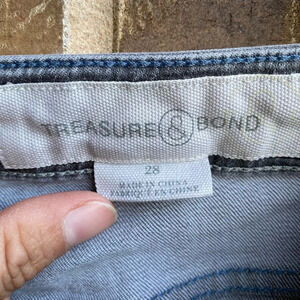 TREASURE & BOND
28
MADE IN CHINA
FABRIQUÉ EN CHINE